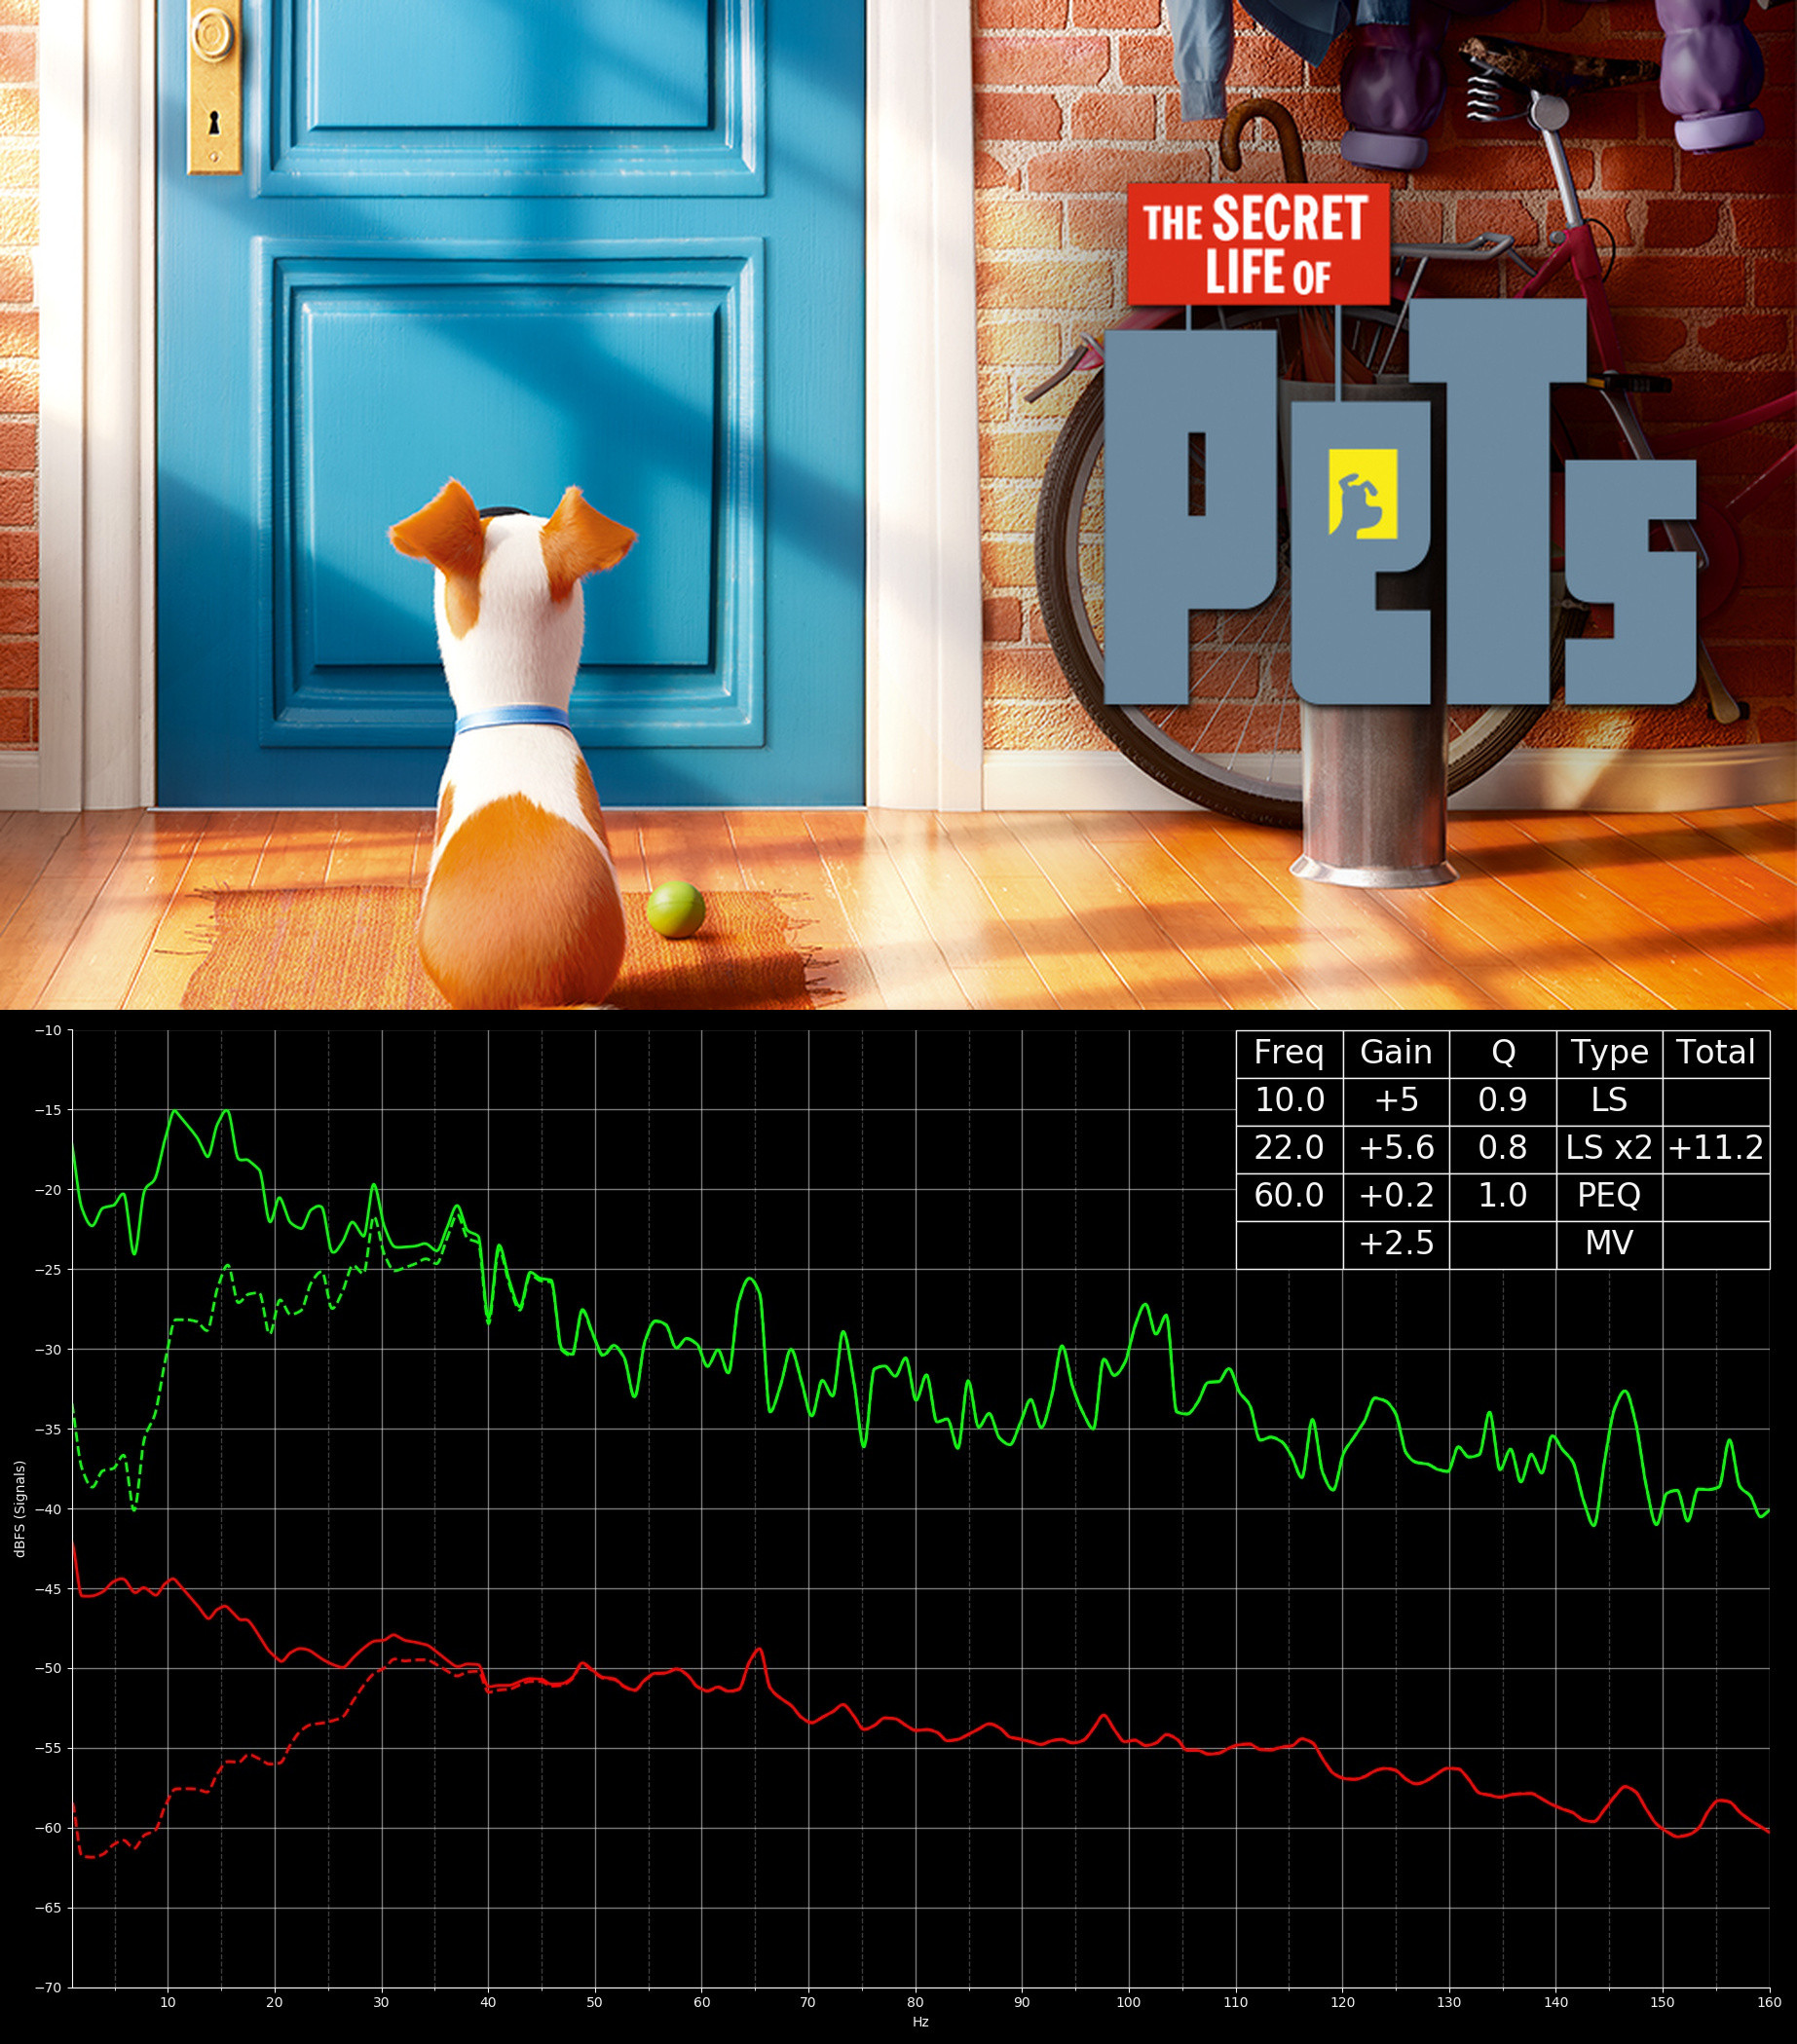 THE SECRET
LIFE OF
PeTs
Freq Gain Q Type Total
10.0 +5 0.9 LS
22.0 +5.6 0.8 LS x2 +11.2
60.0 +0.2 1.0 PEQ
+2.5 MV
−10
−15
−20
−25
−30
−35
−40
−45
−50
−55
−60
−65
−70
dBFS (Signals)
10 20 30 40 50 60 70 80 90 100 110 120 130 140 150 160
Hz